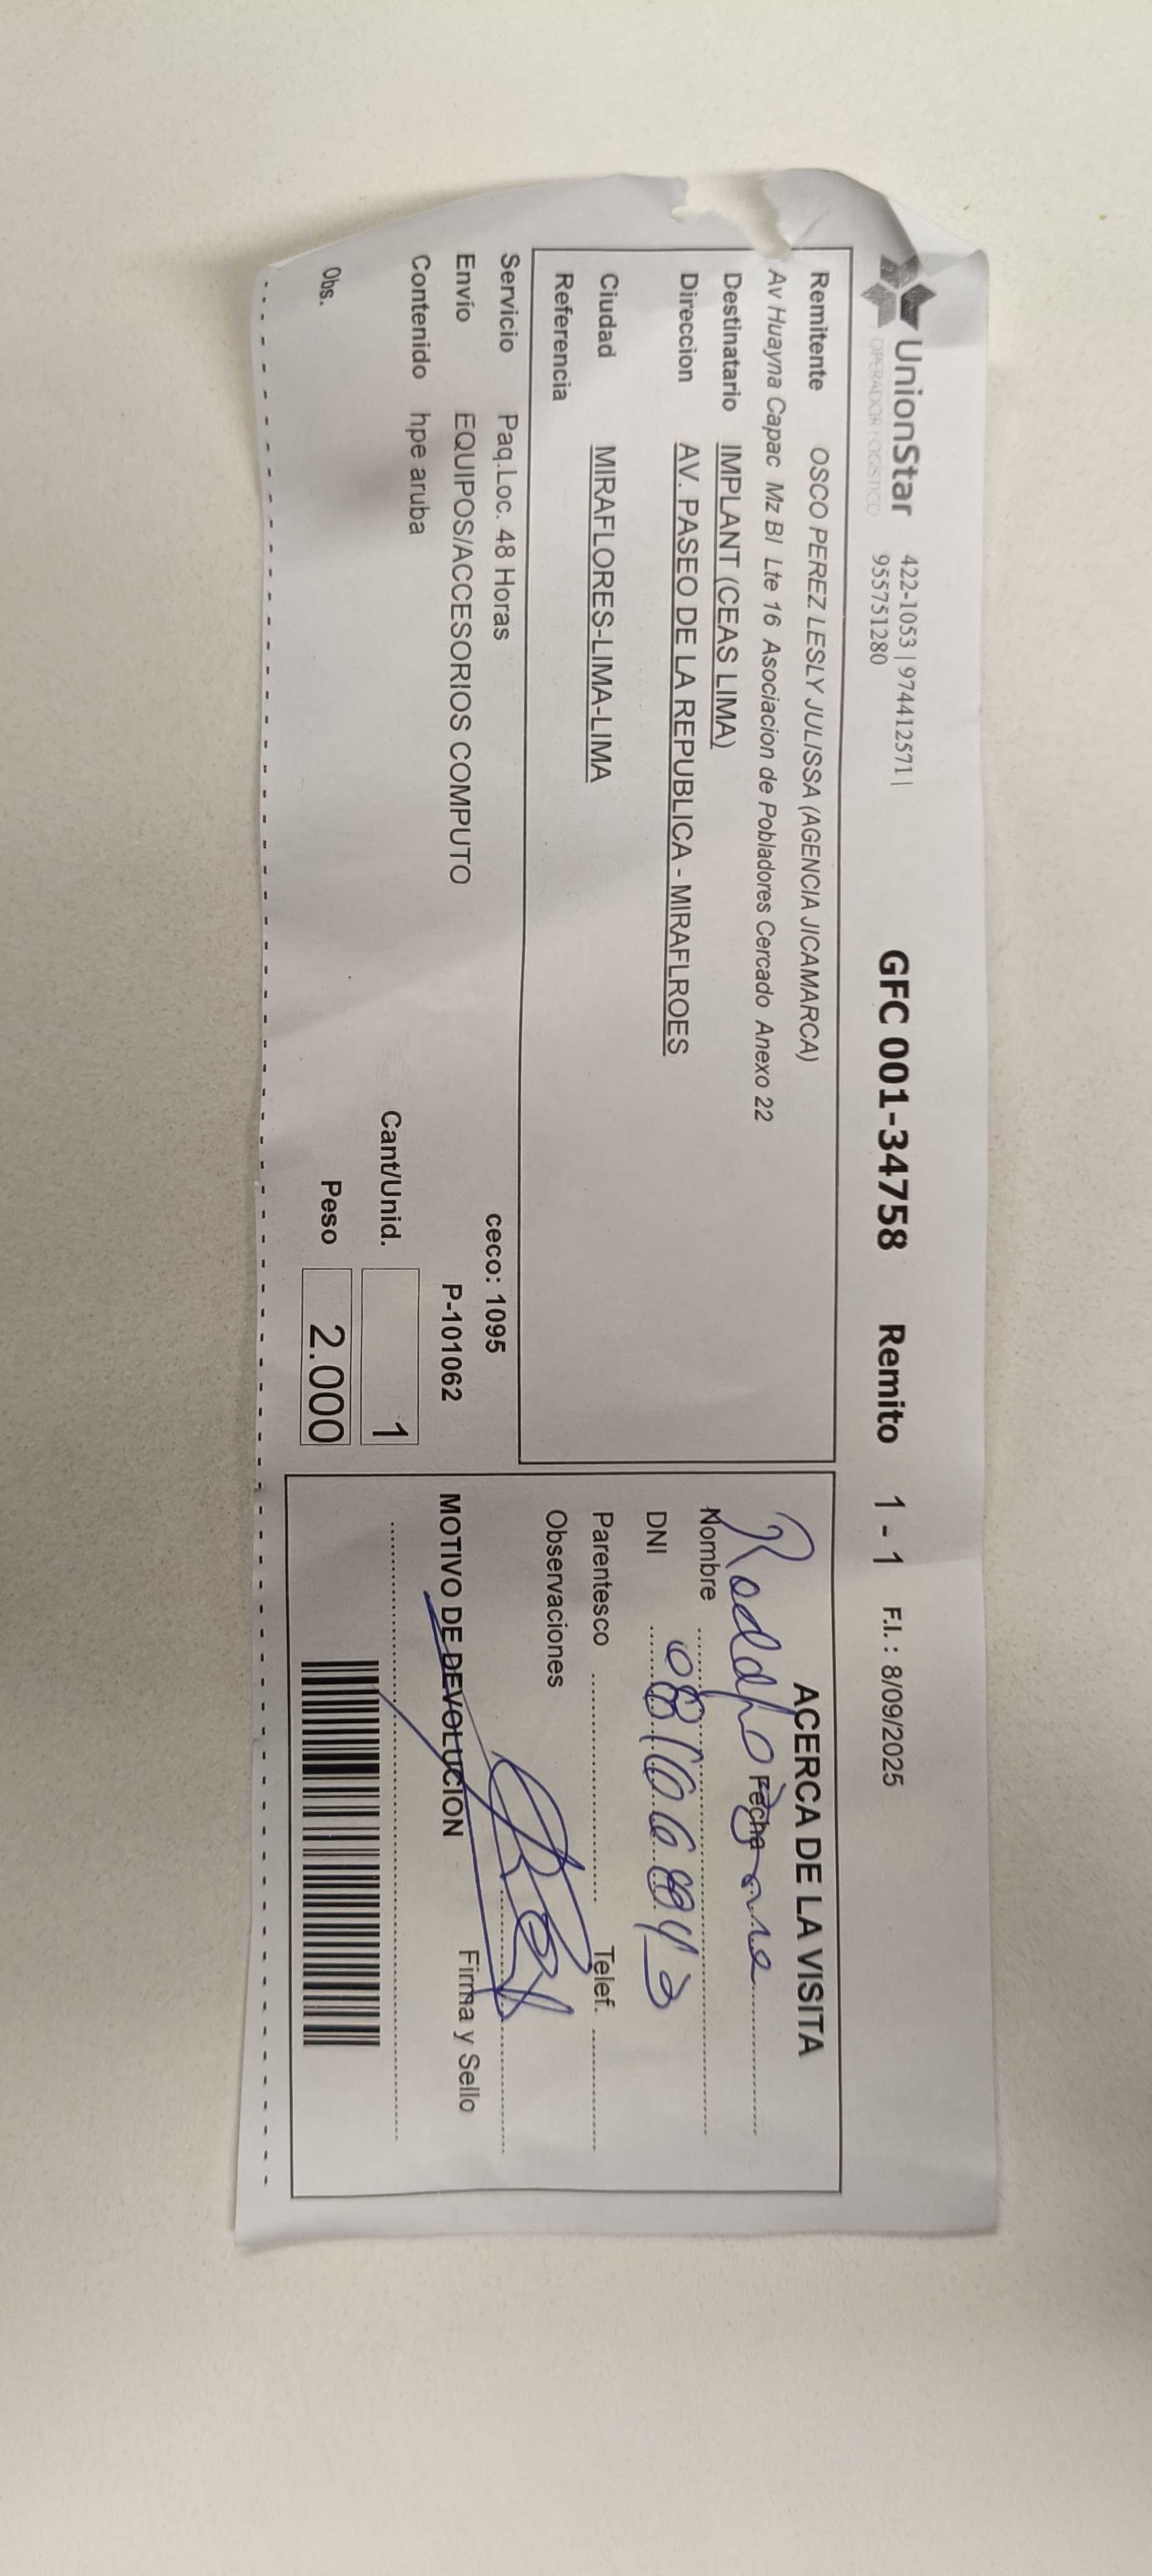 UnionStar
OPERADOR LOGISTICO
422-1053 | 974412571 |
955751280
GFC 001-34758 Remito 1 - 1 F.I. : 8/09/2025
Remitente OSCO PEREZ LESLY JULISSA (AGENCIA JICAMARCA)
Av Huayna Capac Mz Bl Lte 16 Asociacion de Pobladores Cercado Anexo 22
Destinatario IMPLANT (CEAS LIMA)
Direccion AV. PASEO DE LA REPUBLICA - MIRAFLROES
Ciudad MIRAFLORES-LIMA-LIMA
Referencia
Servicio Paq.Loc. 48 Horas ceco: 1095
Envío EQUIPOS/ACCESORIOS COMPUTO P-101062
Contenido hpe aruba
Cant/Unid. 1
Obs.
Peso 2.000
ACERCA DE LA VISITA
Fecha
Nombre
DNI
Parentesco Telef.
Observaciones
Firma y Sello
MOTIVO DE DEVOLUCION